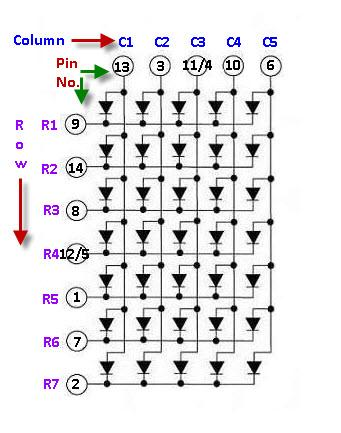 Column C1 C2 C3 C4 C5
Pin No. 13 3 11/4 10 6
Row
R1 9
R2 14
R3 8
R4 12/5
R5 1
R6 7
R7 2